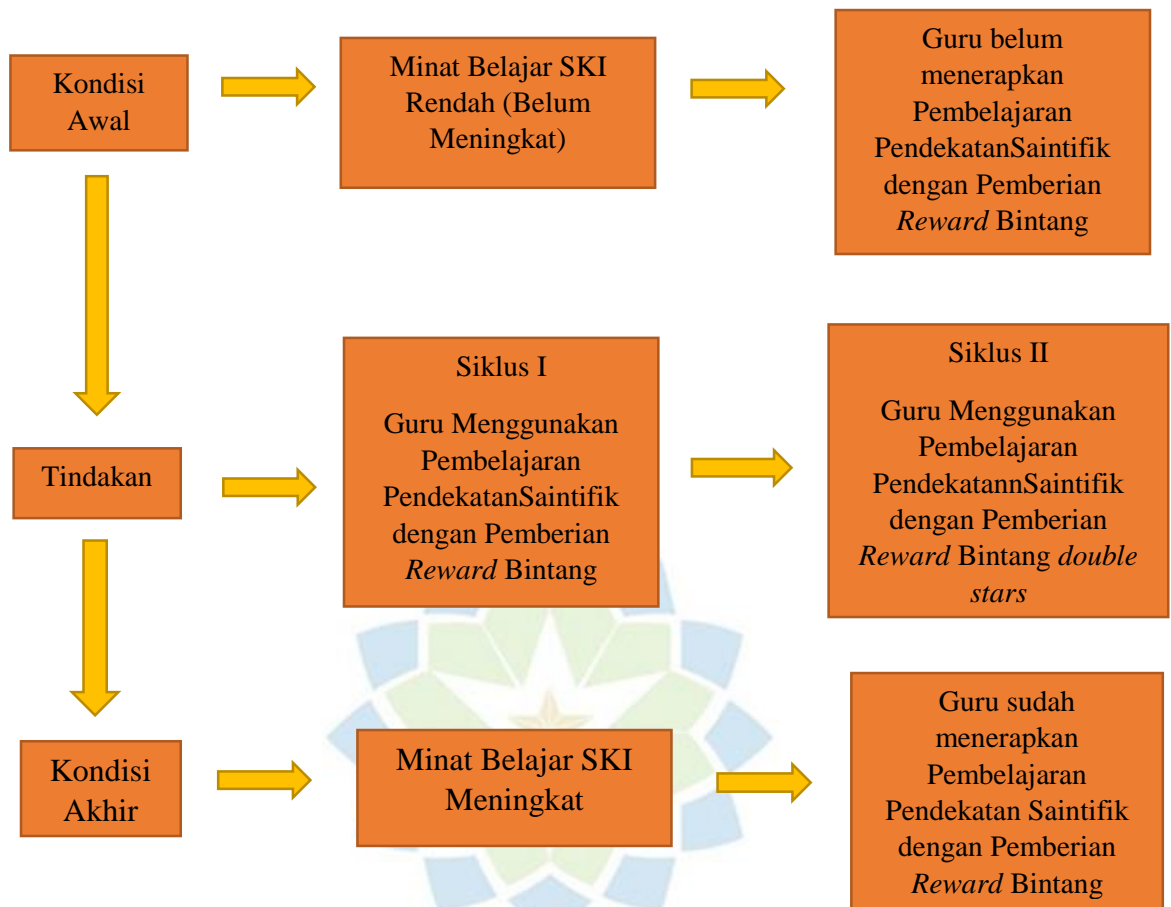 Kondisi
Awal
Minat Belajar SKI
Rendah (Belum
Meningkat)
Guru belum
menerapkan
Pembelajaran
PendekatanSaintifik
dengan Pemberian
Reward Bintang
Tindakan
Siklus I
Guru Menggunakan
Pembelajaran
PendekatanSaintifik
dengan Pemberian
Reward Bintang
Siklus II
Guru Menggunakan
Pembelajaran
PendekatannSaintifik
dengan Pemberian
Reward Bintang double
stars
Kondisi
Akhir
Minat Belajar SKI
Meningkat
Guru sudah
menerapkan
Pembelajaran
Pendekatan Saintifik
dengan Pemberian
Reward Bintang